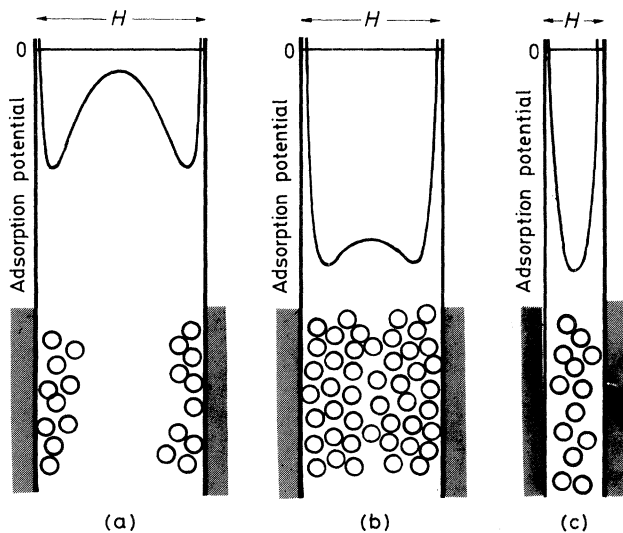 H
H
H
0
0
0
Adsorption potential
Adsorption potential
Adsorption potential
(a)
(b)
(c)